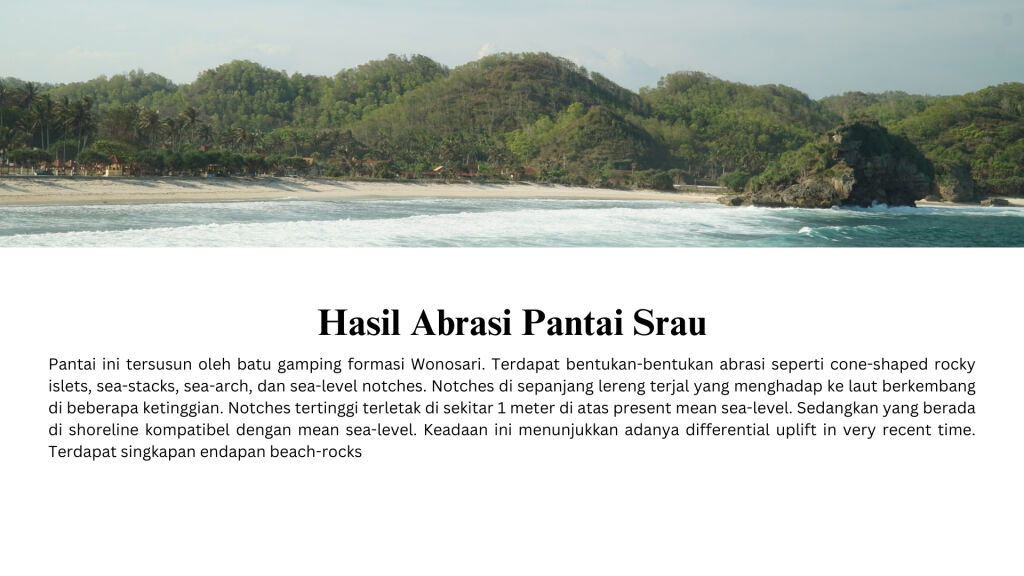 Hasil Abrasi Pantai Srau
Pantai ini tersusun oleh batu gamping formasi Wonosari. Terdapat bentukan-bentukan abrasi seperti cone-shaped rocky
islets, sea-stacks, sea-arch, dan sea-level notches. Notches di sepanjang lereng terjal yang menghadap ke laut berkembang
di beberapa ketinggian. Notches tertinggi terletak di sekitar 1 meter di atas present mean sea-level. Sedangkan yang berada
di shoreline kompatibel dengan mean sea-level. Keadaan ini menunjukkan adanya differential uplift in very recent time.
Terdapat singkapan endapan beach-rocks